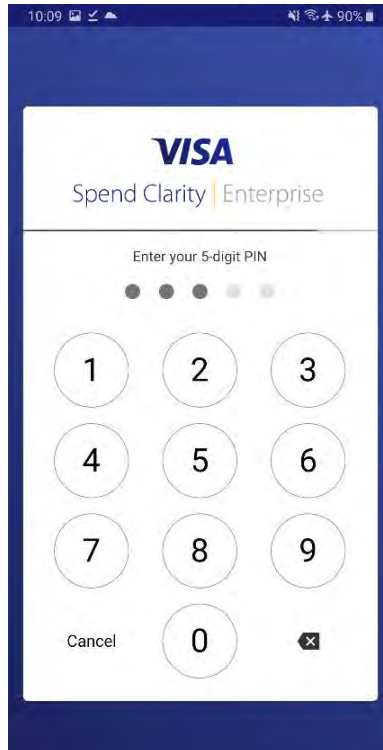 10:09 90%
VISA
Spend Clarity | Enterprise
Enter your 5-digit PIN
1 2 3
4 5 6
7 8 9
Cancel 0